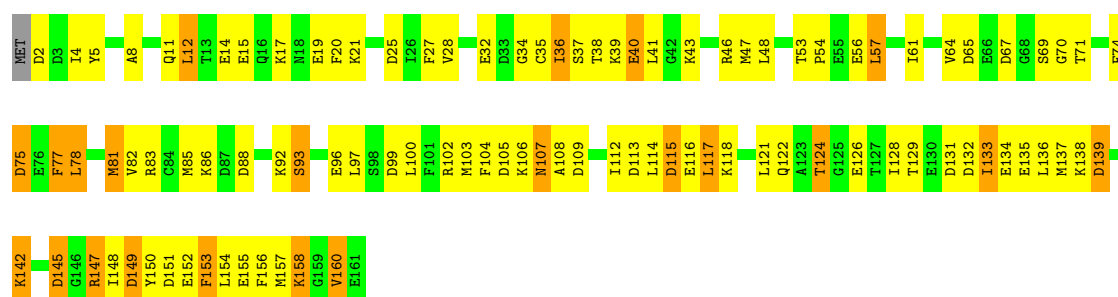 MET D2 D3 I4 Y5 A8 Q11 L12 T13 E14 E15 Q16 K17 N18 E19 F20 K21 D25 I26 F27 V28 E32 D33 G34 C35 I36 S37 T38 K39 E40 L41 G42 K43 R46 M47 L48 T53 P54 E55 E56 L57 I61 V64 D65 E66 D67 G68 S69 G70 T71
D75 E76 F77 L78 M81 V82 R83 C84 M85 K86 D87 D88 K92 S93 E96 L97 S98 D99 L100 F101 R102 M103 F104 D105 K106 N107 A108 D109 I112 D113 L114 D115 E116 L117 K118 L121 Q122 A123 T124 G125 E126 T127 I128 T129 E130 D131 D132 I133 E134 E135 L136 M137 K138 D139
K142 D145 G146 R147 I148 D149 Y150 D151 E152 F153 L154 E155 F156 M157 K158 G159 V160 E161